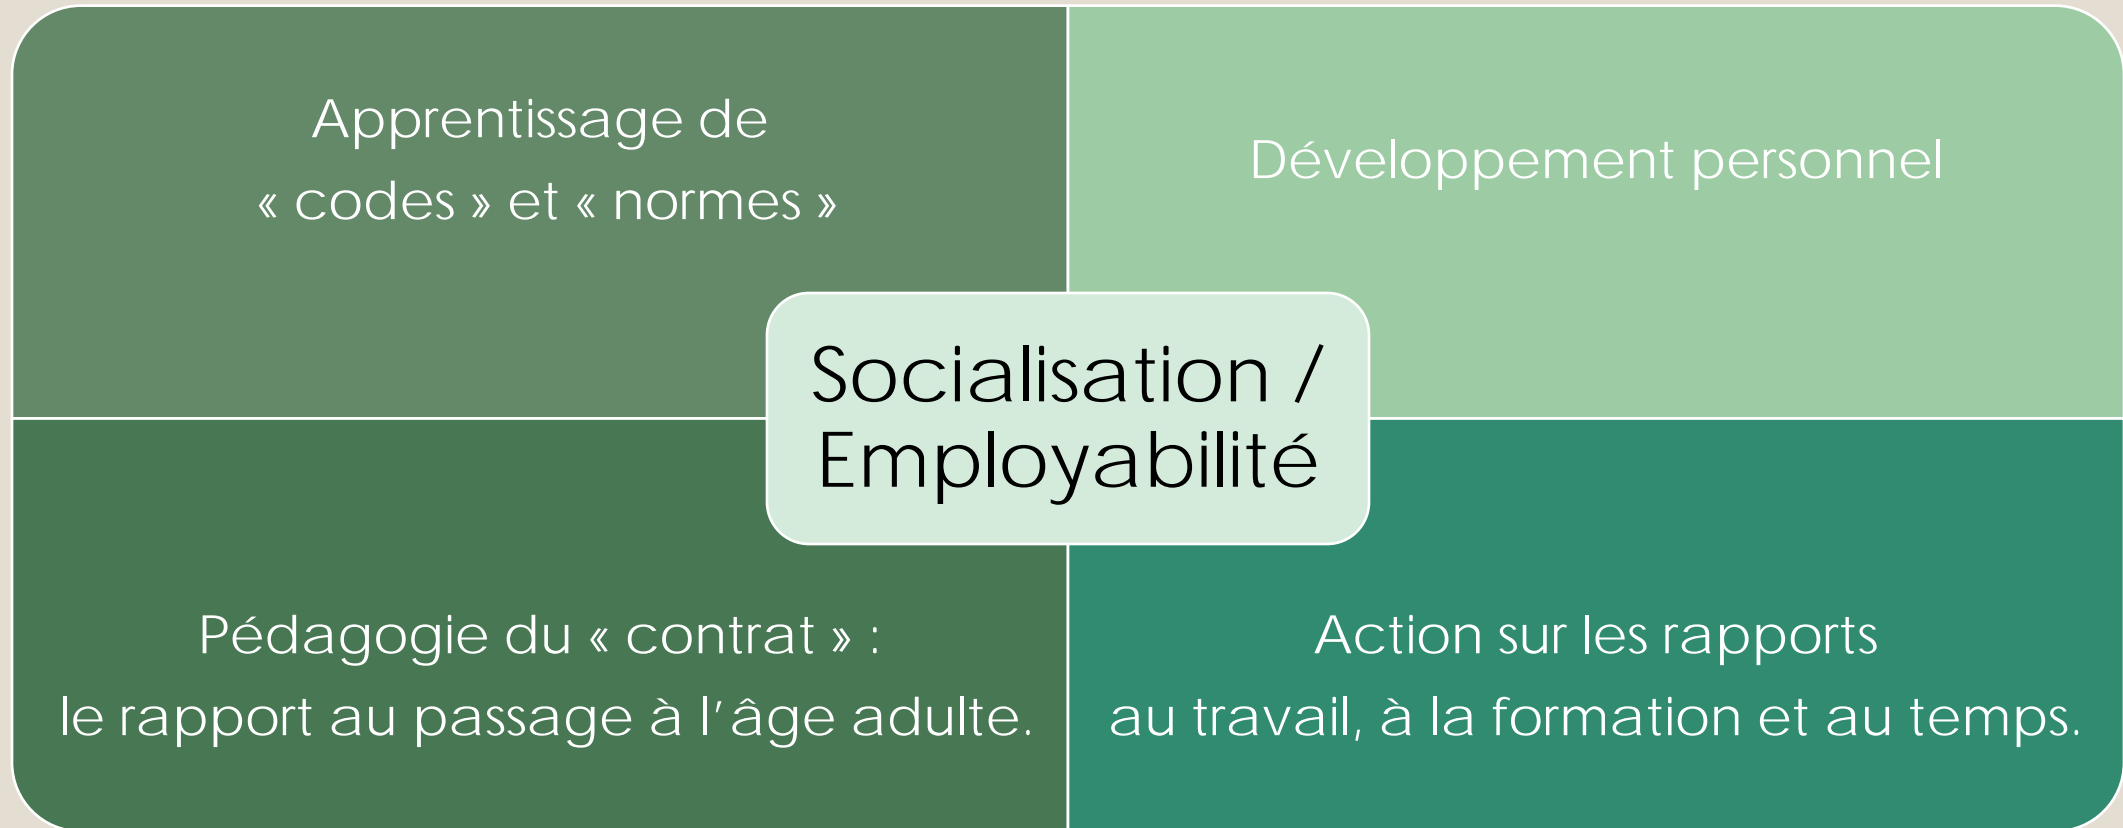 Apprentissage de
« codes » et « normes »
Développement personnel
Socialisation /
Employabilité
Pédagogie du « contrat » :
le rapport au passage à l’âge adulte.
Action sur les rapports
au travail, à la formation et au temps.